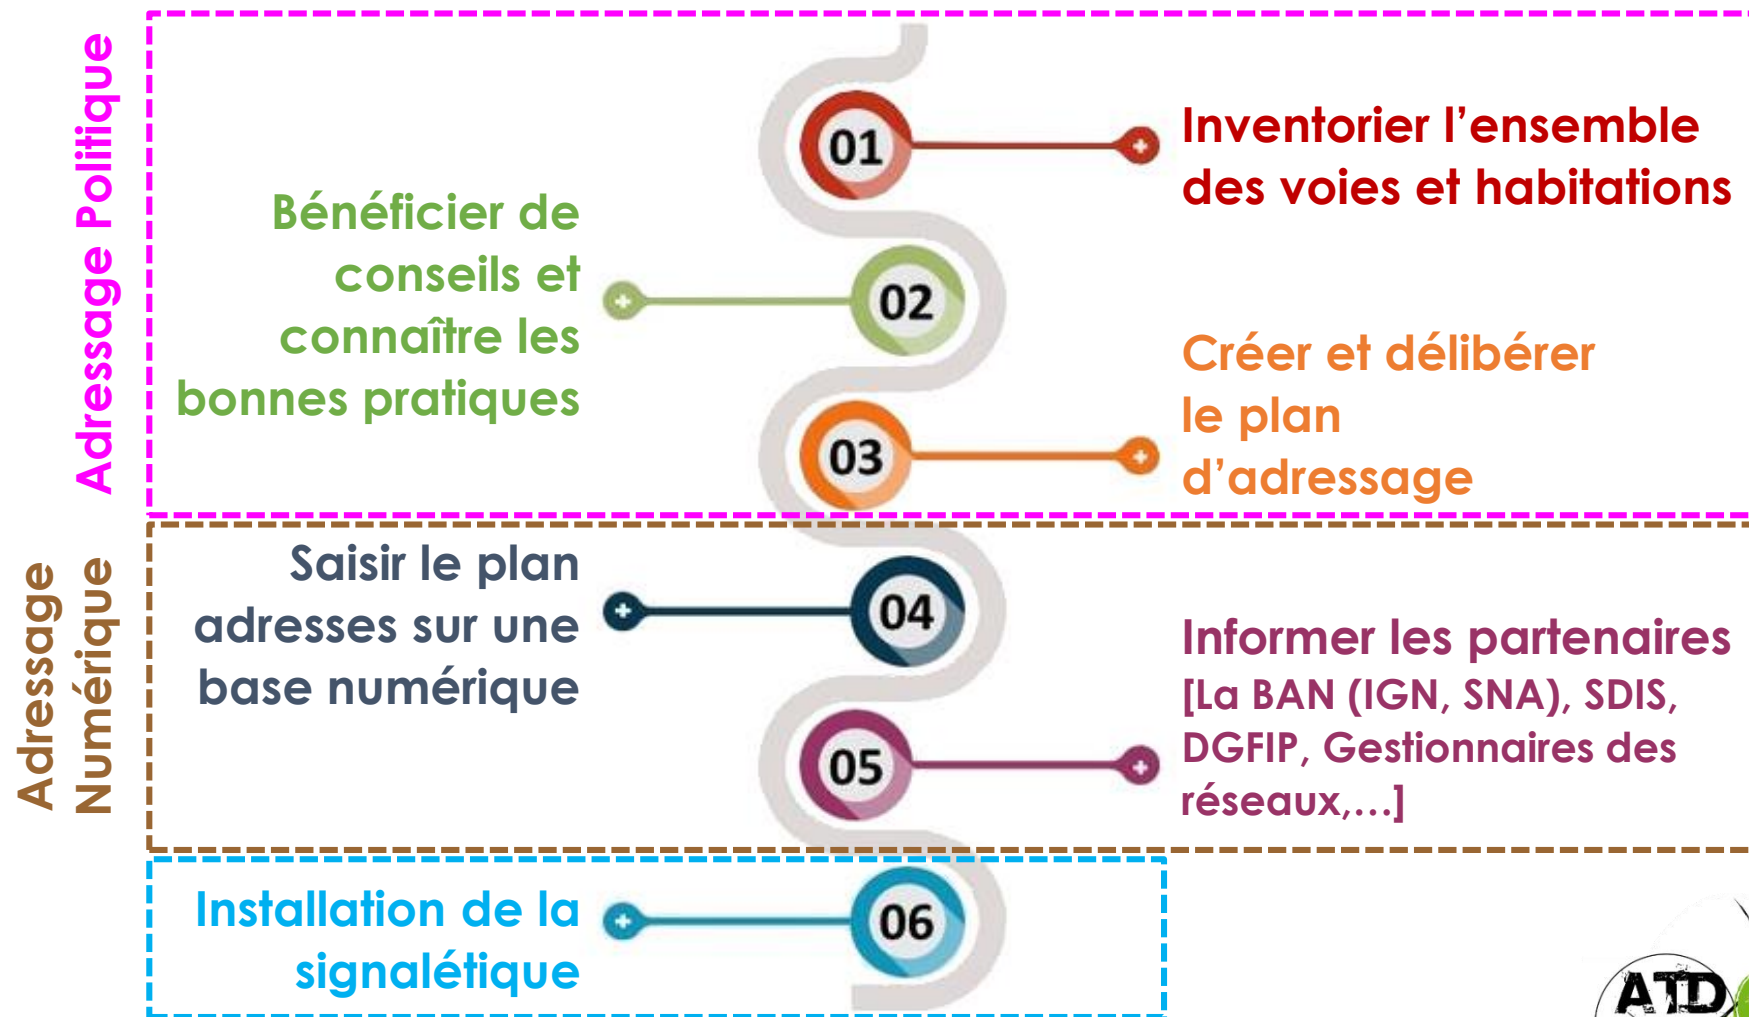 Adressage Politique
01
Inventorier l’ensemble
des voies et habitations
Bénéficier de
conseils et
connaître les
bonnes pratiques
02
03
Créer et délibérer
le plan
d’adressage
Adressage
Numérique
Saisir le plan
adresses sur une
base numérique
04
05
Informer les partenaires
[La BAN (IGN, SNA), SDIS,
DGFIP, Gestionnaires des
réseaux,...]
Installation de la
signalétique
06
ATD